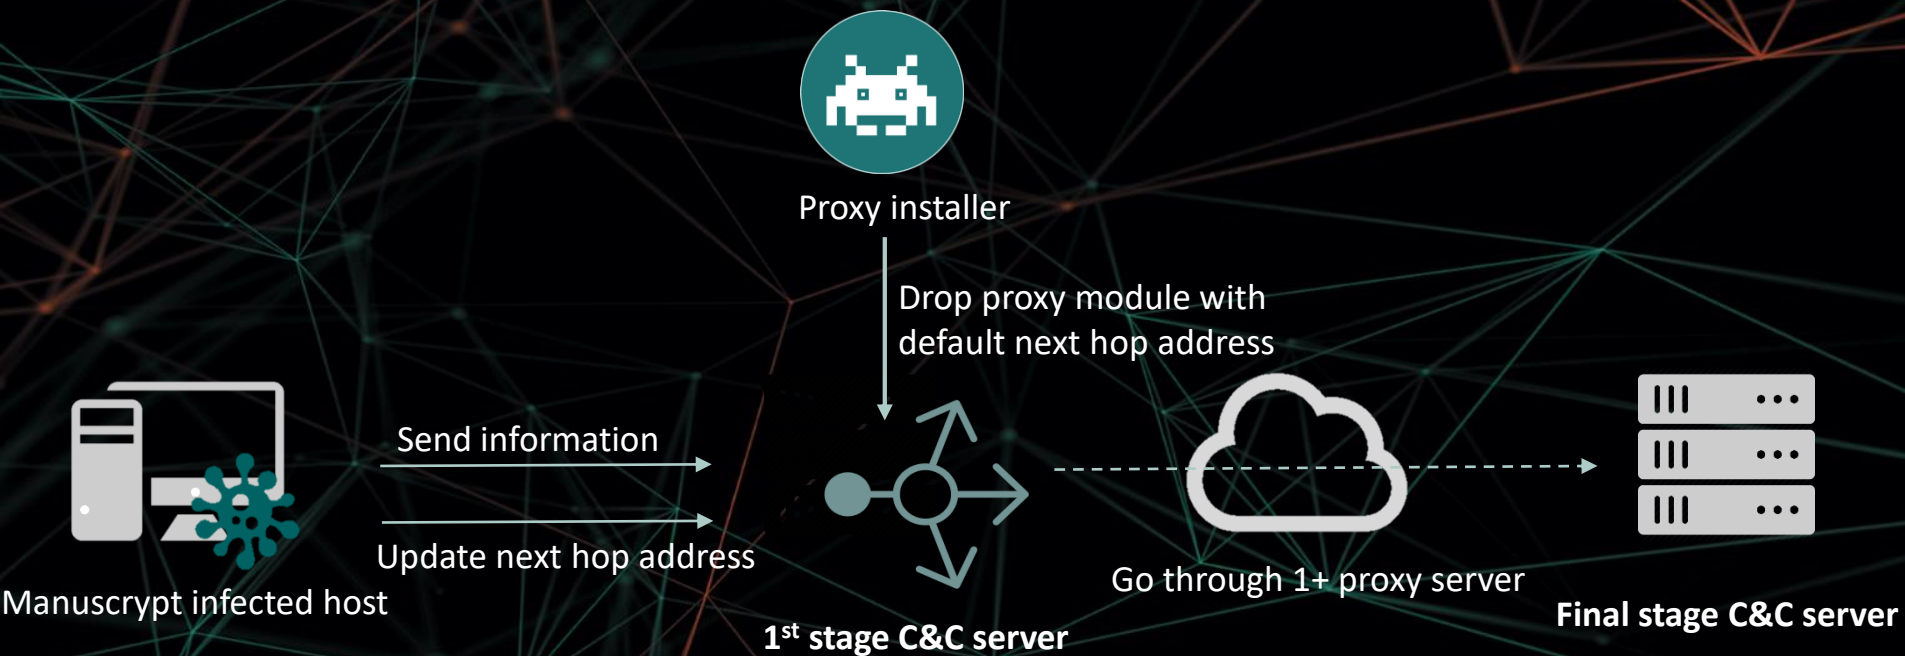 Proxy installer
Drop proxy module with
default next hop address
Send information
Update next hop address
Manuscrypt infected host
1st stage C&C server
Go through 1+ proxy server
Final stage C&C server